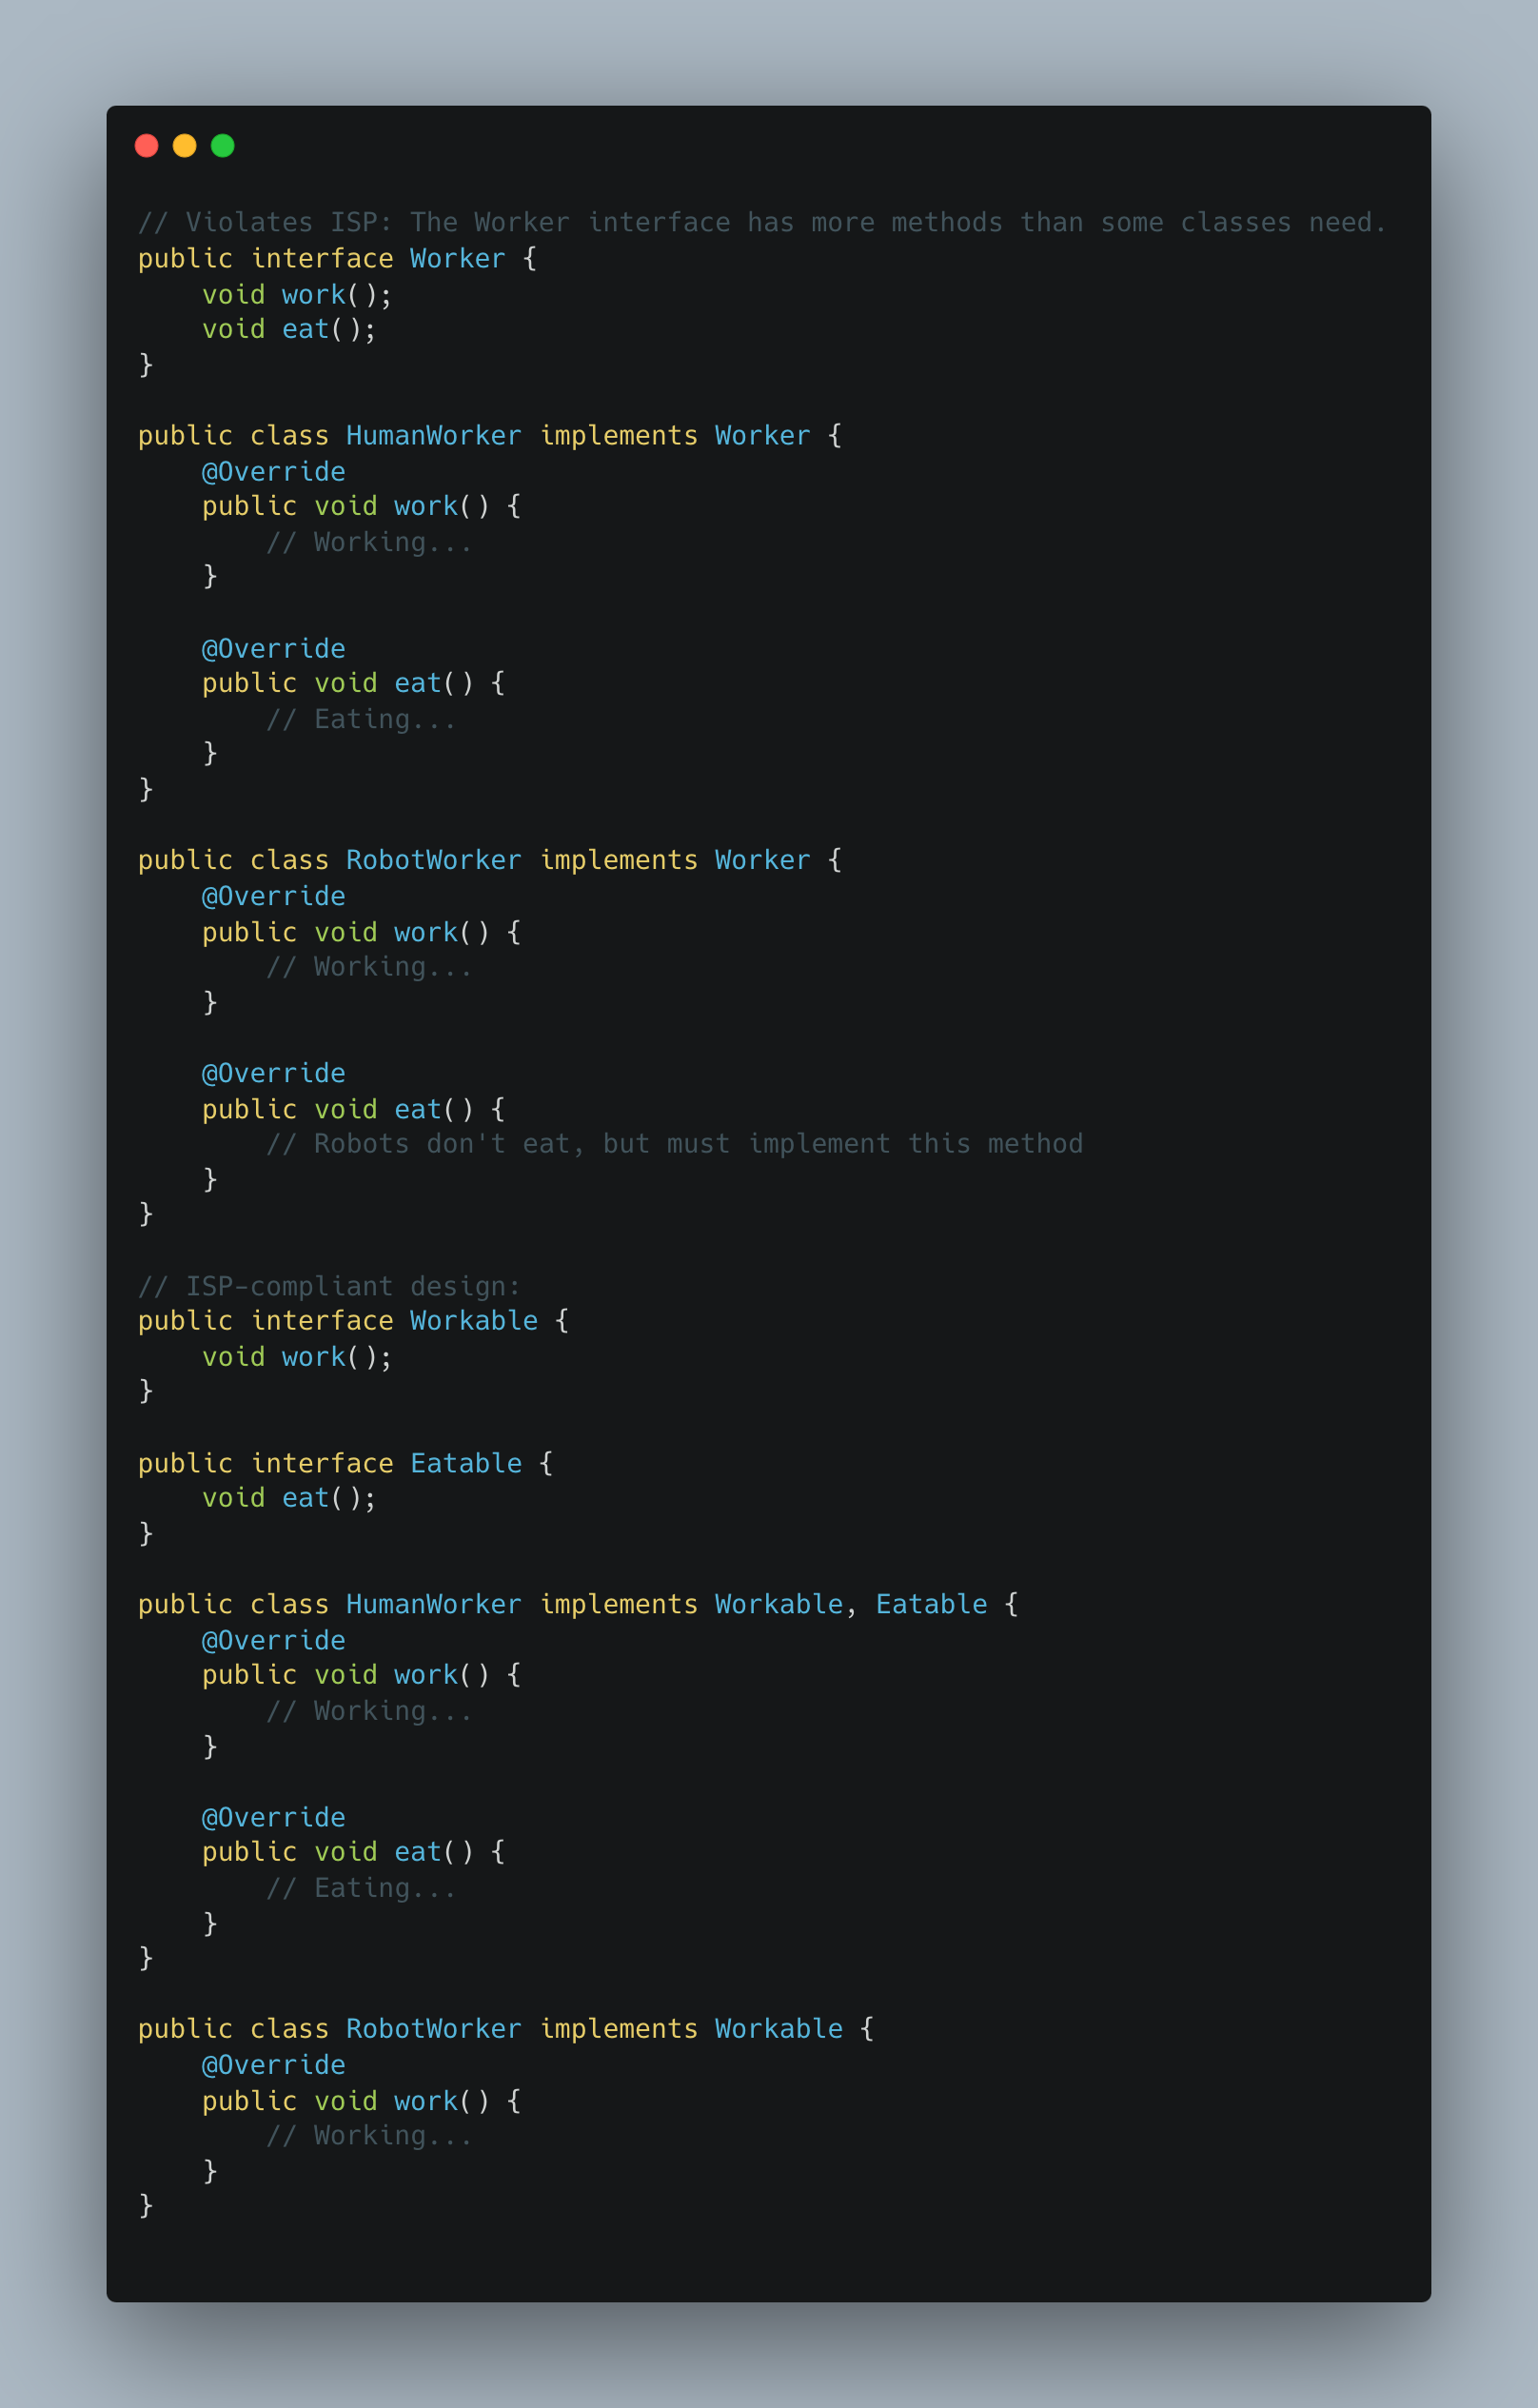 // Violates ISP: The Worker interface has more methods than some classes need.
public interface Worker {
    void work();
    void eat();
}

public class HumanWorker implements Worker {
    @Override
    public void work() {
        // Working...
    }

    @Override
    public void eat() {
        // Eating...
    }
}

public class RobotWorker implements Worker {
    @Override
    public void work() {
        // Working...
    }

    @Override
    public void eat() {
        // Robots don't eat, but must implement this method
    }
}

// ISP-compliant design:
public interface Workable {
    void work();
}

public interface Eatable {
    void eat();
}

public class HumanWorker implements Workable, Eatable {
    @Override
    public void work() {
        // Working...
    }

    @Override
    public void eat() {
        // Eating...
    }
}

public class RobotWorker implements Workable {
    @Override
    public void work() {
        // Working...
    }
}